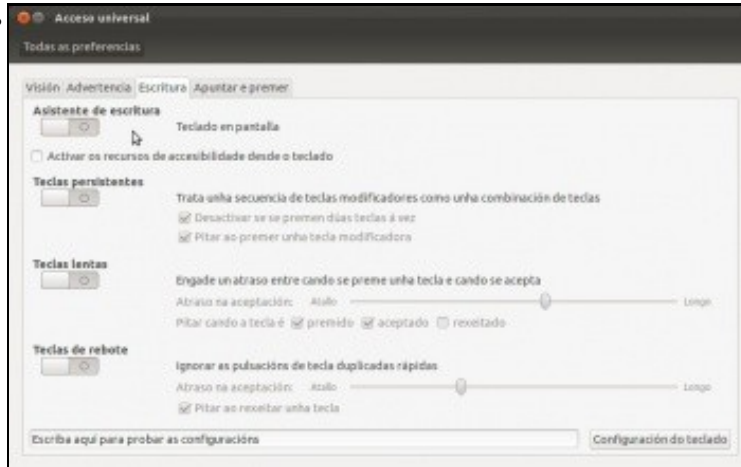 Acceso universal
Todas as preferencias
Visión Advertencia Escritura Apuntar e premer
Asistente de escritura
Teclado en pantalla
Activar os recursos de accesibilidade desde o teclado
Teclas persistentes
Trata unha secuencia de teclas modificadores como unha combinación de teclas
Desactivar se se premen dúas teclas á vez
Pitar ao premer unha tecla modificadora
Teclas lentas
Engade un atraso entre cando se preme unha tecla e cando se acepta
Atraso na aceptación: Atallo Longo
Pitar cando a tecla é premido aceptado rexeitado
Teclas de rebote
Ignorar as pulsacións de tecla duplicadas rápidas
Atraso na aceptación: Atallo Longo
Pitar ao rexeitar unha tecla
Escriba aquí para probar as configuracións Configuración do teclado